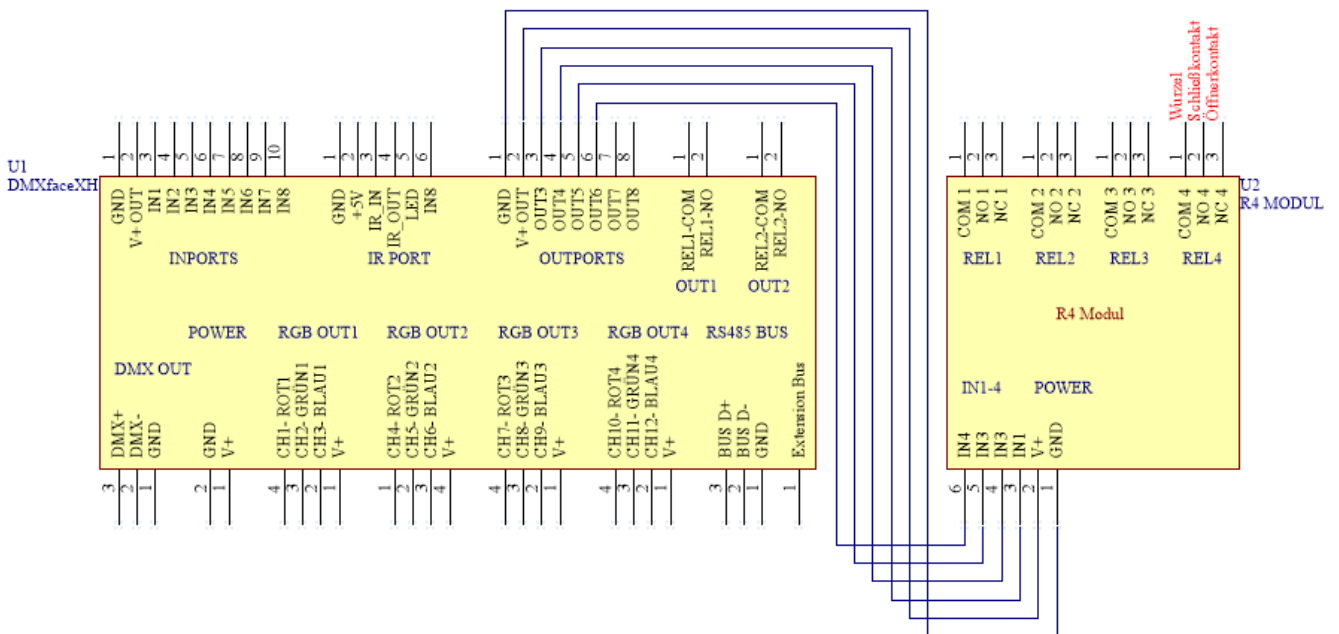 Wurzel
Schließkontakt
Öffnerkontakt
1 2 3 4 5 6 7 8 9 10
1 2 3 4 5 6
1 2 3 4 5 6 7 8
1 2
1 2
1 2 3
1 2 3
1 2 3
1 2 3
U1
DMXfaceXH
U2
R4 MODUL
GND
V+ OUT
IN1
IN2
IN3
IN4
IN5
IN6
IN7
IN8
INPORTS
GND
+5V
IR_IN
IR_OUT
LED
IN8
IR PORT
GND
V+ OUT
OUT3
OUT4
OUT5
OUT6
OUT7
OUT8
OUTPORTS
REL1-COM
REL1-NO
OUT1
REL2-COM
REL2-NO
OUT2
COM 1
NO 1
NC 1
REL1
COM 2
NO 2
NC 2
REL2
COM 3
NO 3
NC 3
REL3
COM 4
NO 4
NC 4
REL4
R4 Modul
POWER
RGB OUT1
RGB OUT2
RGB OUT3
RGB OUT4
RS485 BUS
DMX OUT
IN1-4
POWER
DMX+
DMX-
GND
GND
V+
CH1- ROT1
CH2- GRÜN1
CH3- BLAU1
V+
CH4- ROT2
CH5- GRÜN2
CH6- BLAU2
V+
CH7- ROT3
CH8- GRÜN3
CH9- BLAU3
V+
CH10- ROT4
CH11- GRÜN4
CH12- BLAU4
V+
BUS D+
BUS D-
GND
Extension Bus
IN4
IN3
IN3
IN1
V+
GND
3 2 1
2 1
4 3 2 1
1 2 3 4
4 3 2 1
4 3 2 1
3 2 1
1
6 5 4 3 2 1